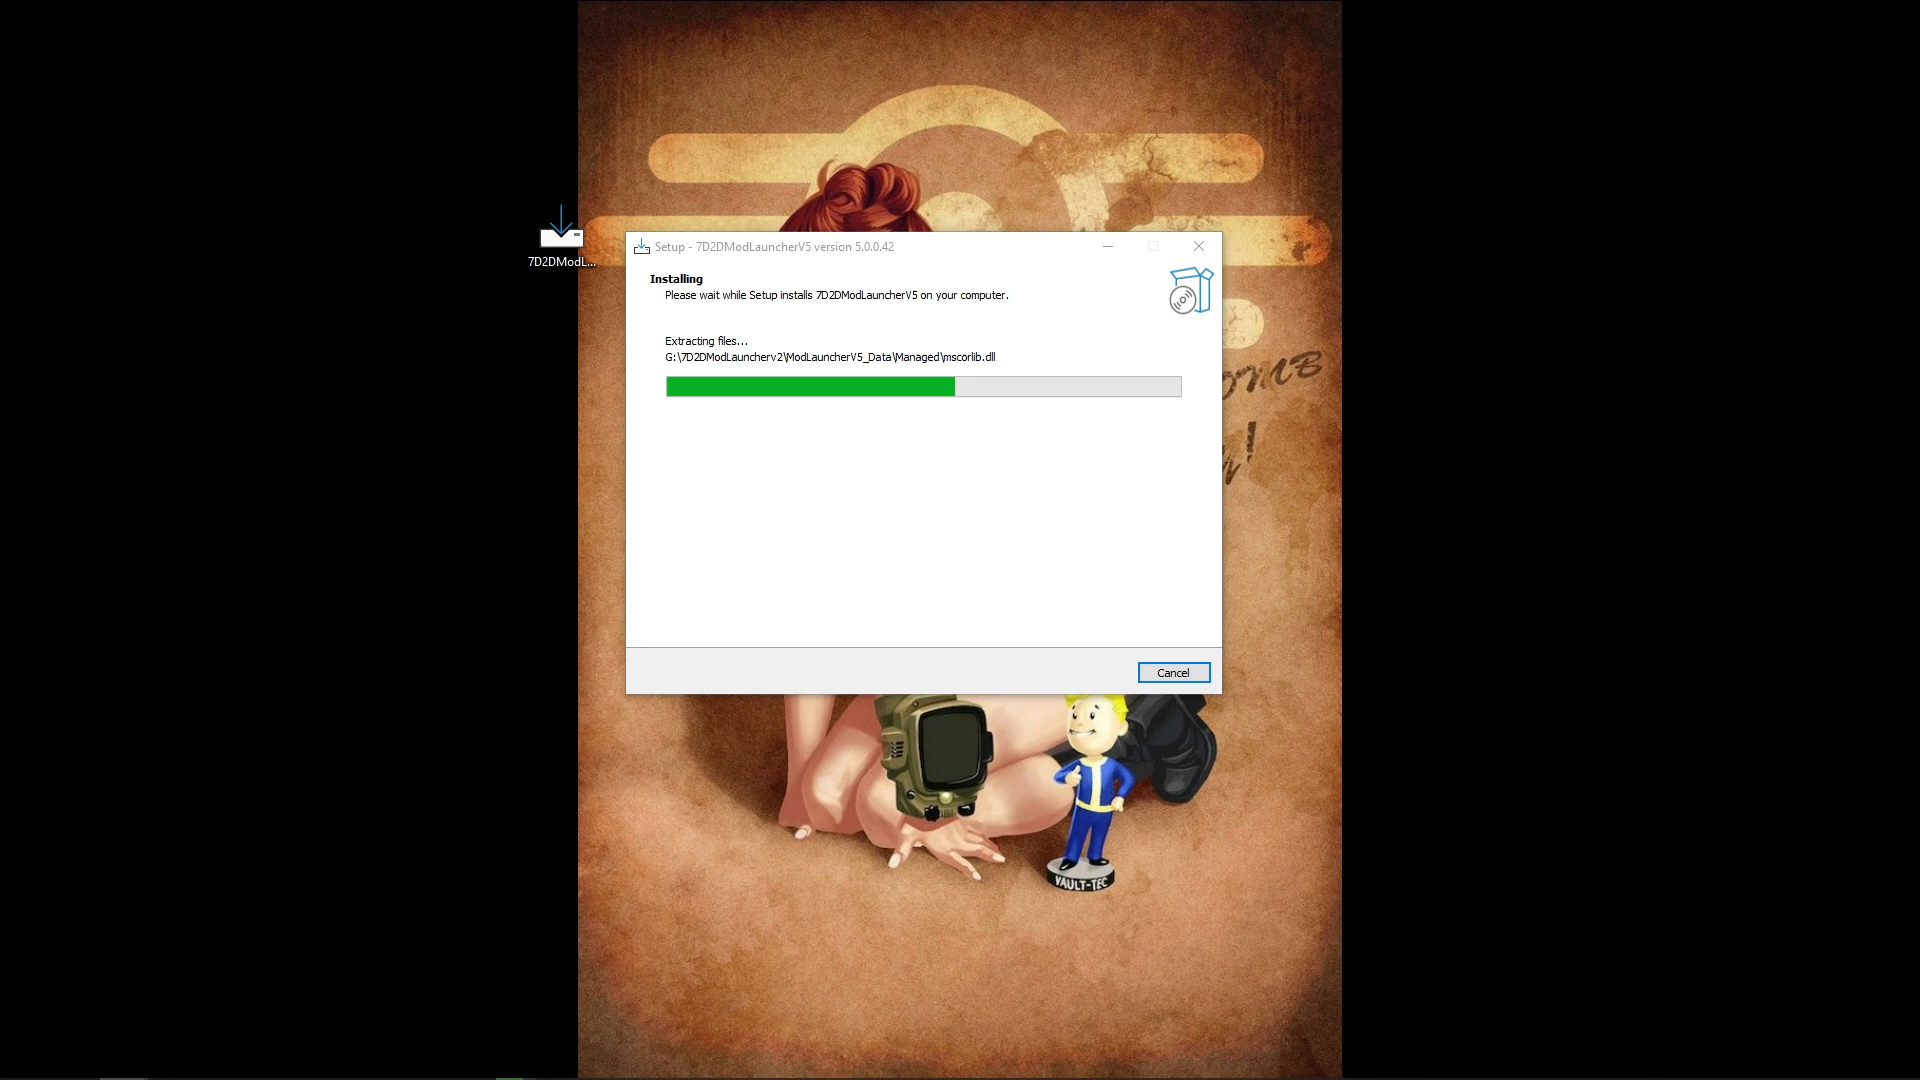 7D2DModL...
Setup - 7D2DModLauncherV5 version 5.0.0.42
Installing
Please wait while Setup installs 7D2DModLauncherV5 on your computer.
Extracting files...
G:\7D2DModLauncherv2\ModLauncherV5_Data\Managed\mscorlib.dll
Cancel
VAULT-TEC